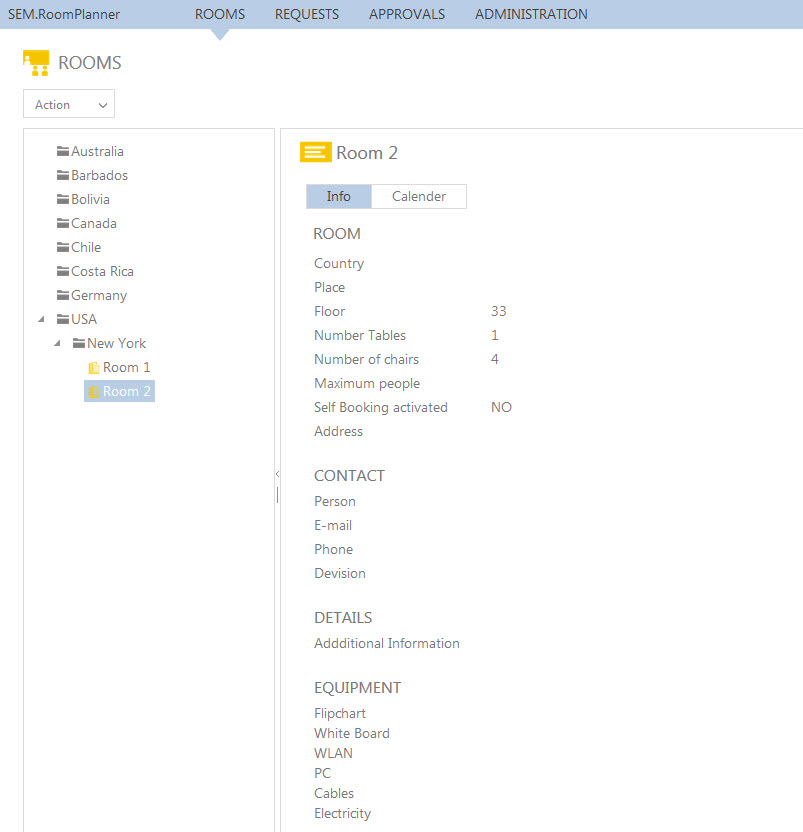 SEM.RoomPlanner ROOMS REQUESTS APPROVALS ADMINISTRATION
ROOMS
Action
Australia
Barbados
Bolivia
Canada
Chile
Costa Rica
Germany
USA
New York
Room 1
Room 2
Room 2
Info Calender
ROOM
Country
Place
Floor 33
Number Tables 1
Number of chairs 4
Maximum people
Self Booking activated NO
Address
CONTACT
Person
E-mail
Phone
Devision
DETAILS
Addditional Information
EQUIPMENT
Flipchart
White Board
WLAN
PC
Cables
Electricity